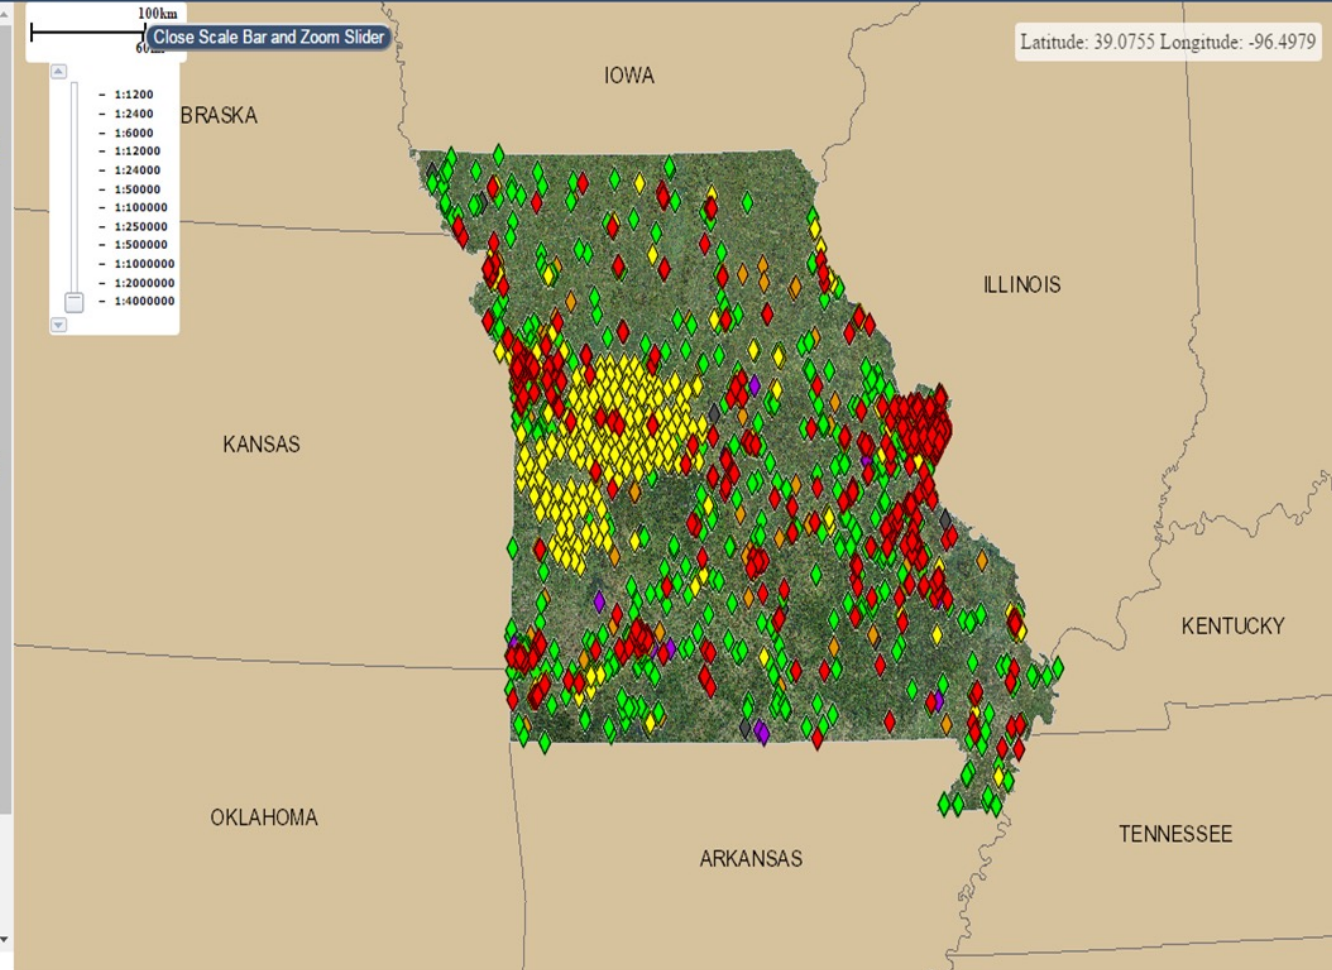 100km
Close Scale Bar and Zoom Slider
Latitude: 39.0755 Longitude: -96.4979
- 1:1200
- 1:2400
- 1:6000
- 1:12000
- 1:24000
- 1:50000
- 1:100000
- 1:250000
- 1:500000
- 1:1000000
- 1:2000000
- 1:4000000
BRASKA
IOWA
ILLINOIS
KANSAS
KENTUCKY
OKLAHOMA
ARKANSAS
TENNESSEE